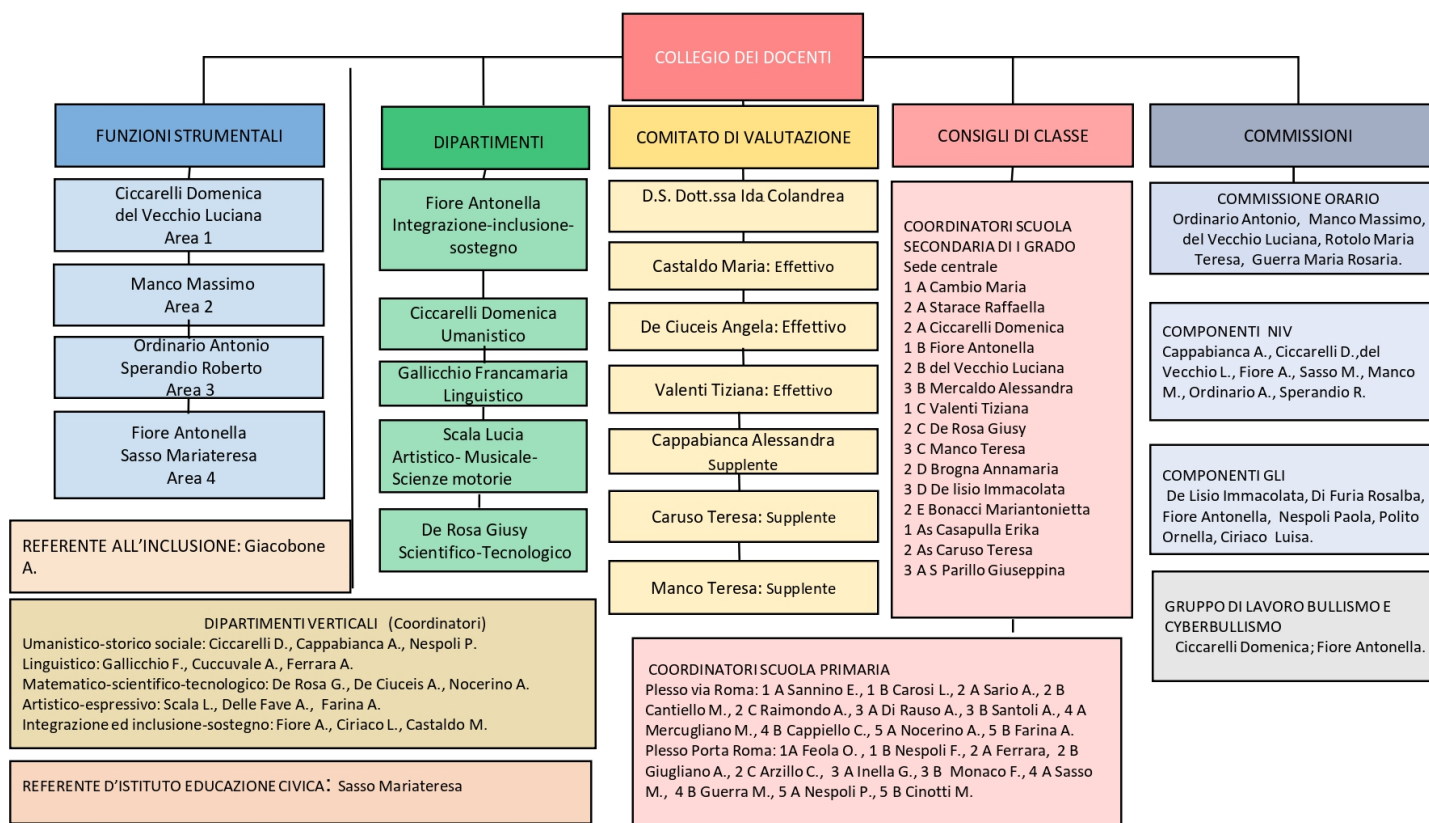 COLLEGIO DEI DOCENTI
FUNZIONI STRUMENTALI
Ciccarelli Domenica
del Vecchio Luciana
Area 1
Manco Massimo
Area 2
Ordinario Antonio
Sperandio Roberto
Area 3
Fiore Antonella
Sasso Mariateresa
Area 4
REFERENTE ALL’INCLUSIONE: Giacobone
A.
DIPARTIMENTI
Fiore Antonella
Integrazione-inclusione-
sostegno
Ciccarelli Domenica
Umanistico
Gallicchio Francamaria
Linguistico
Scala Lucia
Artistico- Musicale-
Scienze motorie
De Rosa Giusy
Scientifico-Tecnologico
DIPARTIMENTI VERTICALI (Coordinatori)
Umanistico-storico sociale: Ciccarelli D., Cappabianca A., Nespoli P.
Linguistico: Gallicchio F., Cuccuvale A., Ferrara A.
Matematico-scientifico-tecnologico: De Rosa G., De Ciuceis A., Nocerino A.
Artistico-espressivo: Scala L., Delle Fave A., Farina A.
Integrazione ed inclusione-sostegno: Fiore A., Ciriaco L., Castaldo M.
REFERENTE D’ISTITUTO EDUCAZIONE CIVICA: Sasso Mariateresa
COMITATO DI VALUTAZIONE
D.S. Dott.ssa Ida Colandrea
Castaldo Maria: Effettivo
De Ciuceis Angela: Effettivo
Valenti Tiziana: Effettivo
Cappabianca Alessandra
Supplente
Caruso Teresa: Supplente
Manco Teresa: Supplente
CONSIGLI DI CLASSE
COORDINATORI SCUOLA
SECONDARIA DI I GRADO
Sede centrale
1 A Cambio Maria
2 A Starace Raffaella
2 A Ciccarelli Domenica
1 B Fiore Antonella
2 B del Vecchio Luciana
3 B Mercaldo Alessandra
1 C Valenti Tiziana
2 C De Rosa Giusy
3 C Manco Teresa
2 D Brogna Annamaria
3 D De lisio Immacolata
2 E Bonacci Mariantonietta
1 As Casapulla Erika
2 As Caruso Teresa
3 A S Parillo Giuseppina
COORDINATORI SCUOLA PRIMARIA
Plesso via Roma: 1 A Sannino E., 1 B Carosi L., 2 A Sario A., 2 B
Cantiello M., 2 C Raimondo A., 3 A Di Rauso A., 3 B Santoli A., 4 A
Mercugliano M., 4 B Cappiello C., 5 A Nocerino A., 5 B Farina A.
Plesso Porta Roma: 1A Feola O. , 1 B Nespoli F., 2 A Ferrara, 2 B
Giugliano A., 2 C Arzillo C., 3 A Inella G., 3 B Monaco F., 4 A Sasso
M., 4 B Guerra M., 5 A Nespoli P., 5 B Cinotti M.
COMMISSIONI
COMMISSIONE ORARIO
Ordinario Antonio, Manco Massimo,
del Vecchio Luciana, Rotolo Maria
Teresa, Guerra Maria Rosaria.
COMPONENTI NIV
Cappabianca A., Ciccarelli D.,del
Vecchio L., Fiore A., Sasso M., Manco
M., Ordinario A., Sperandio R.
COMPONENTI GLI
De Lisio Immacolata, Di Furia Rosalba,
Fiore Antonella, Nespoli Paola, Polito
Ornella, Ciriaco Luisa.
GRUPPO DI LAVORO BULLISMO E
CYBERBULLISMO
Ciccarelli Domenica; Fiore Antonella.